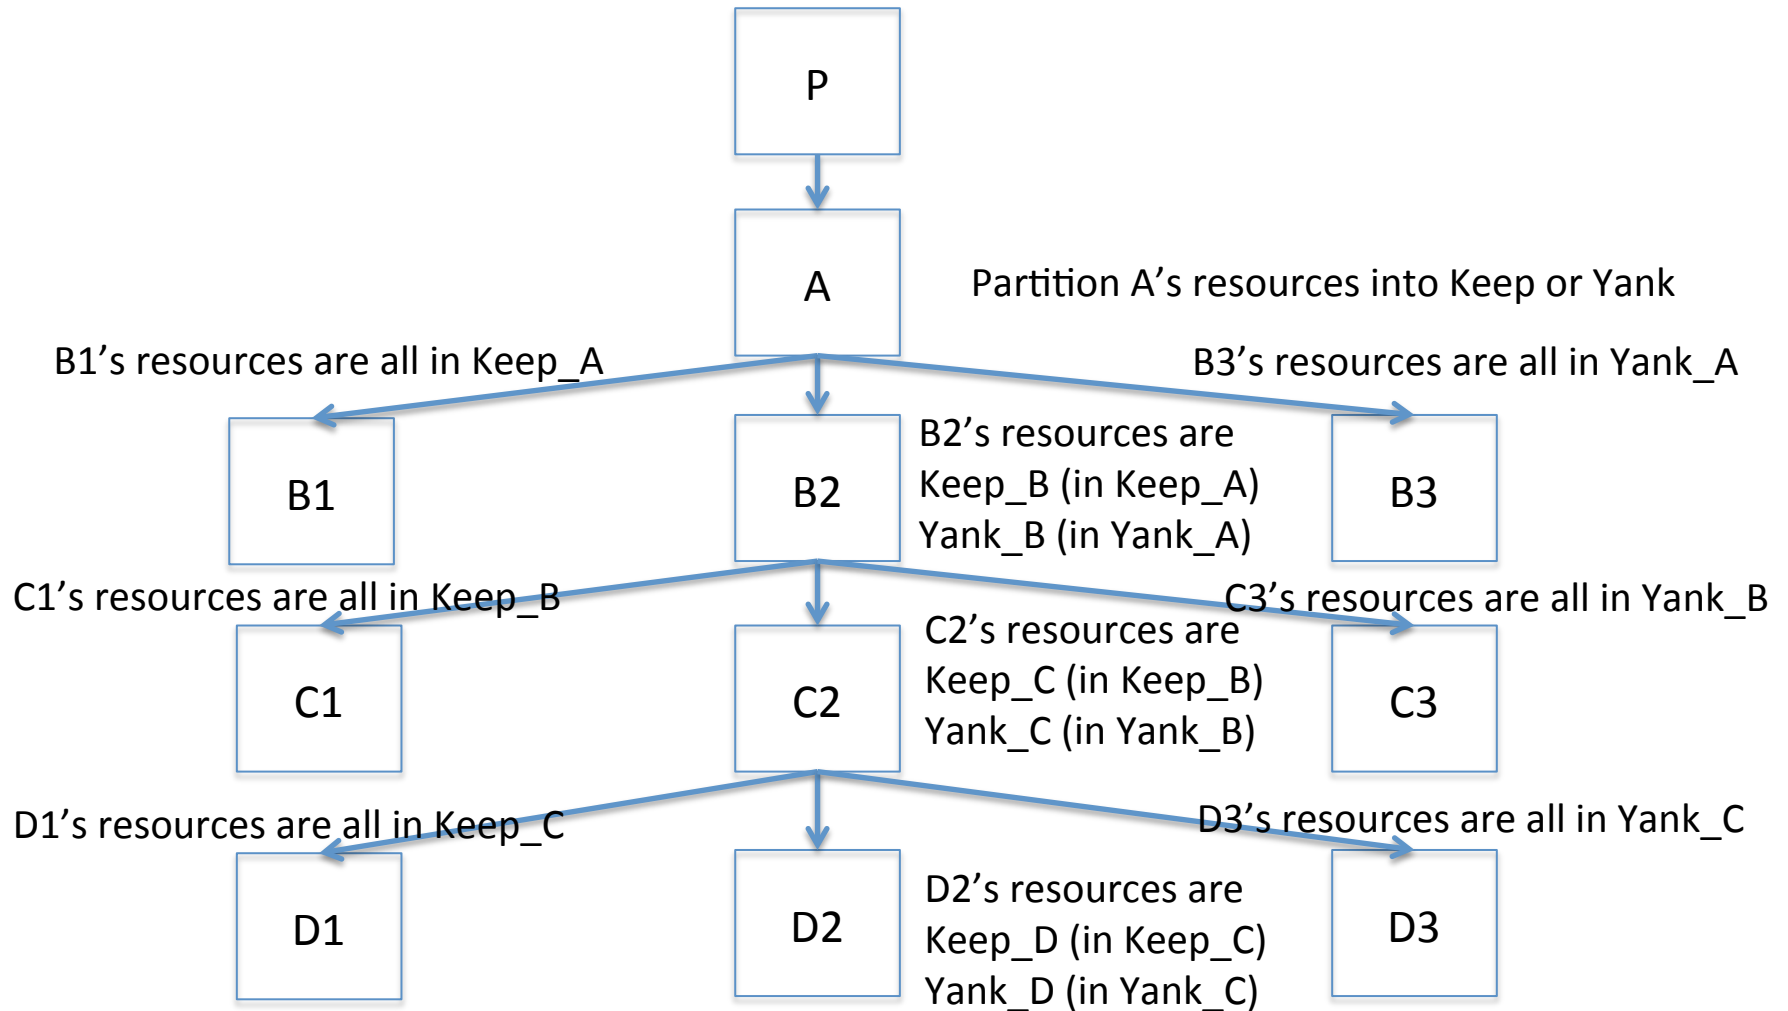 P
A
Partition A's resources into Keep or Yank
B1's resources are all in Keep_A
B3's resources are all in Yank_A
B1
B2
B2's resources are
Keep_B (in Keep_A)
Yank_B (in Yank_A)
B3
C1's resources are all in Keep_B
C3's resources are all in Yank_B
C1
C2
C2's resources are
Keep_C (in Keep_B)
Yank_C (in Yank_B)
C3
D1's resources are all in Keep_C
D3's resources are all in Yank_C
D1
D2
D2's resources are
Keep_D (in Keep_C)
Yank_D (in Yank_C)
D3